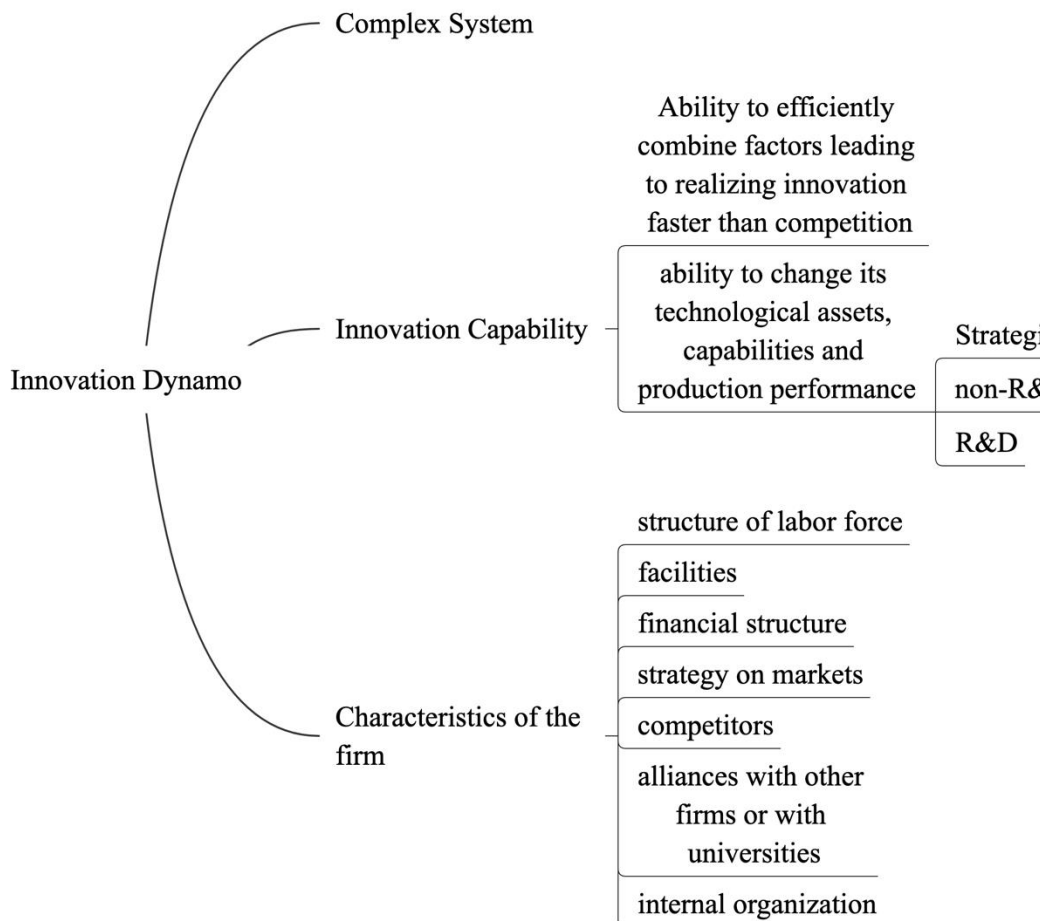 Complex System
Ability to efficiently
combine factors leading
to realizing innovation
faster than competition
ability to change its
technological assets,
capabilities and
production performance
Innovation Capability
R&D
Innovation Dynamo
structure of labor force
facilities
financial structure
strategy on markets
competitors
alliances with other
firms or with
universities
internal organization
Characteristics of the
firm